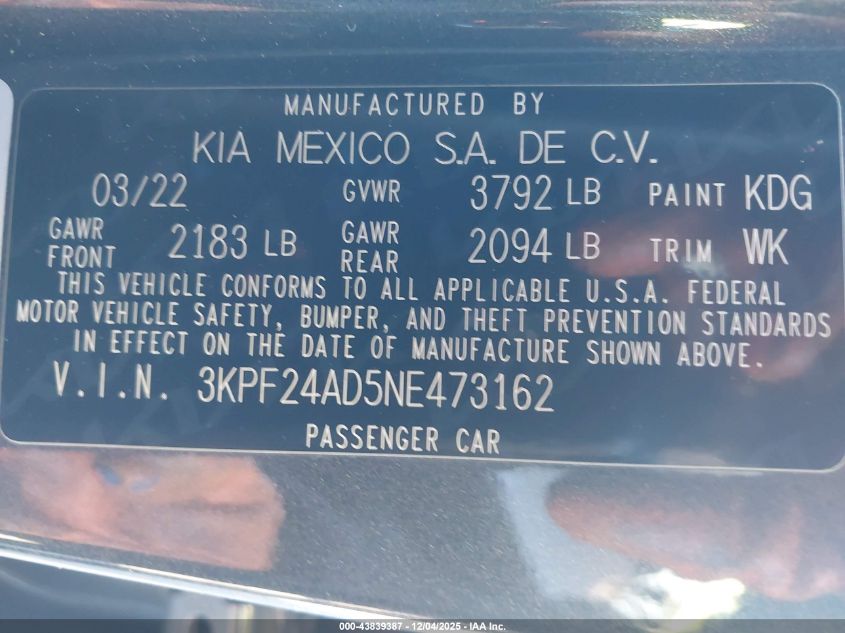 MANUFACTURED BY
KIA MEXICO S.A. DE C.V.
03/22 GVWR 3792 LB PAINT KDG
GAWR FRONT 2183 LB GAWR REAR 2094 LB TRIM WK
THIS VEHICLE CONFORMS TO ALL APPLICABLE U.S.A. FEDERAL
MOTOR VEHICLE SAFETY, BUMPER, AND THEFT PREVENTION STANDARDS
IN EFFECT ON THE DATE OF MANUFACTURE SHOWN ABOVE.
V.I.N. 3KPF24AD5NE473162
PASSENGER CAR
000-43839387 - 12/04/2025 - IAA Inc.